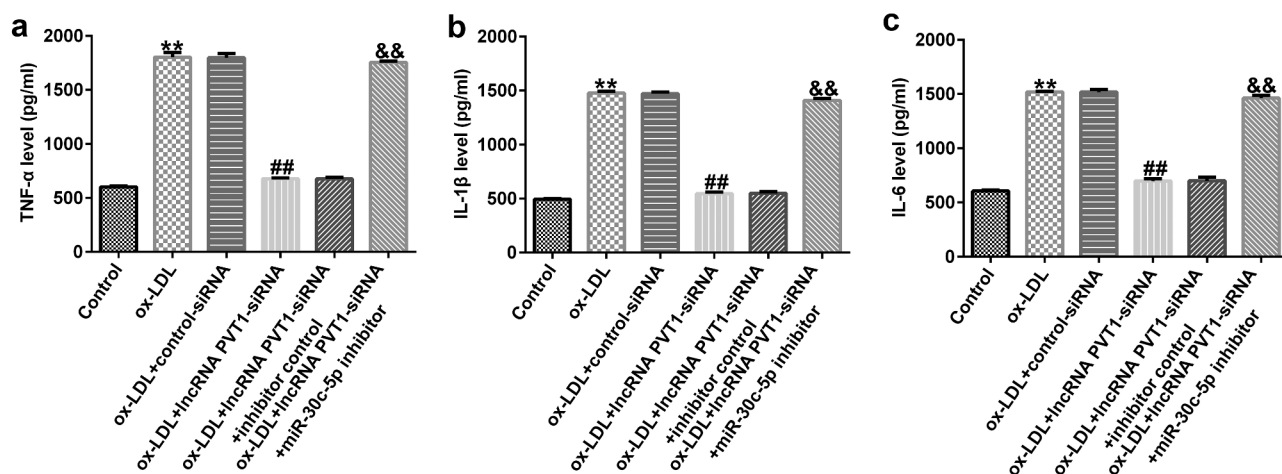 a
TNF-α level (pg/ml)
2000
1500
1000
500
0
**
##
&&
Control
ox-LDL
ox-LDL+control-siRNA
ox-LDL+lncRNA PVT1-siRNA
ox-LDL+lncRNA PVT1-siRNA
+inhibitor control
ox-LDL+lncRNA PVT1-siRNA
+miR-30c-5p inhibitor
b
IL-1β level (pg/ml)
2000
1500
1000
500
0
**
##
&&
Control
ox-LDL
ox-LDL+control-siRNA
ox-LDL+lncRNA PVT1-siRNA
ox-LDL+lncRNA PVT1-siRNA
+inhibitor control
ox-LDL+lncRNA PVT1-siRNA
+miR-30c-5p inhibitor
c
IL-6 level (pg/ml)
2000
1500
1000
500
0
**
##
&&
Control
ox-LDL
ox-LDL+control-siRNA
ox-LDL+lncRNA PVT1-siRNA
ox-LDL+lncRNA PVT1-siRNA
+inhibitor control
ox-LDL+lncRNA PVT1-siRNA
+miR-30c-5p inhibitor